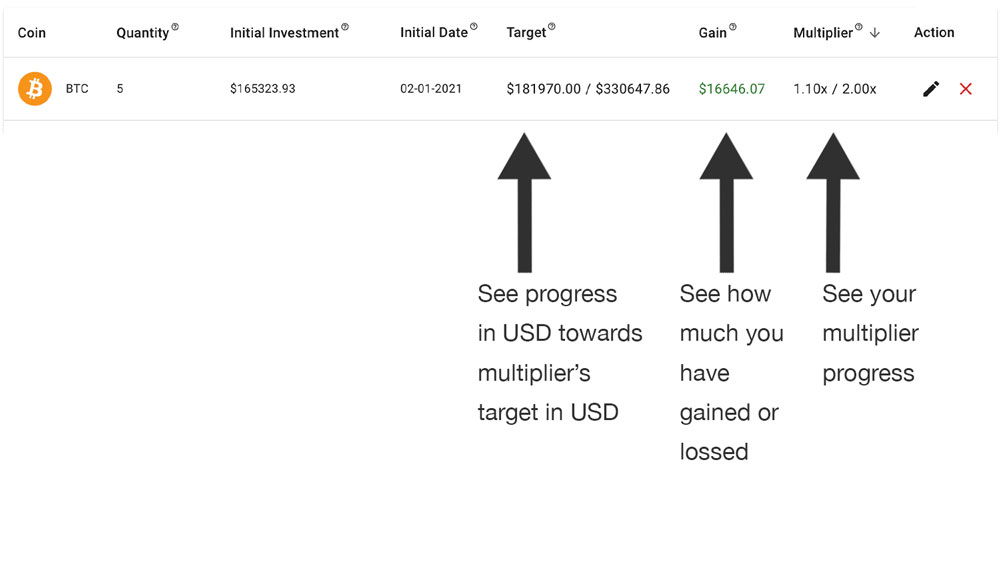 Coin Quantity? Initial Investment? Initial Date? Target? Gain? Multiplier? ↓ Action
BTC 5 $165323.93 02-01-2021 $181970.00 / $330647.86 $16646.07 1.10x / 2.00x
See progress
in USD towards
multiplier’s
target in USD
See how
much you
have
gained or
lossed
See your
multiplier
progress